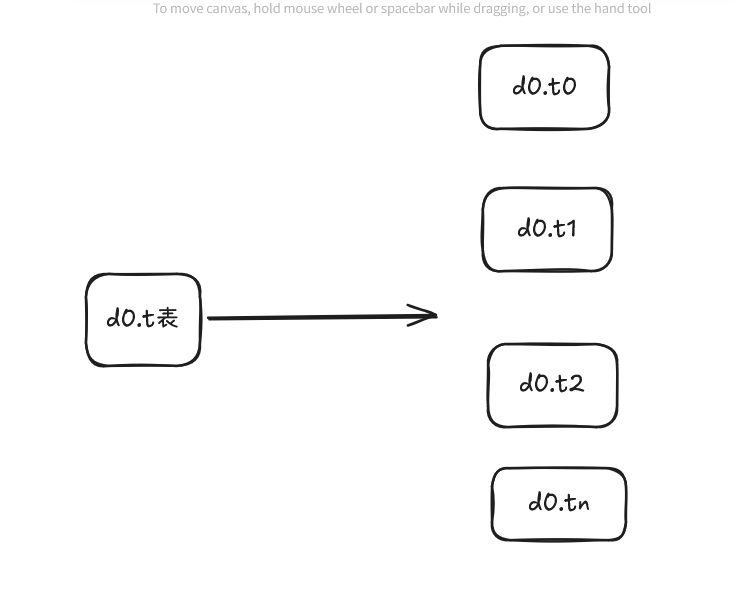 To move canvas, hold mouse wheel or spacebar while dragging, or use the hand tool
d0.t0
d0.t1
d0.t表
d0.t2
d0.tn